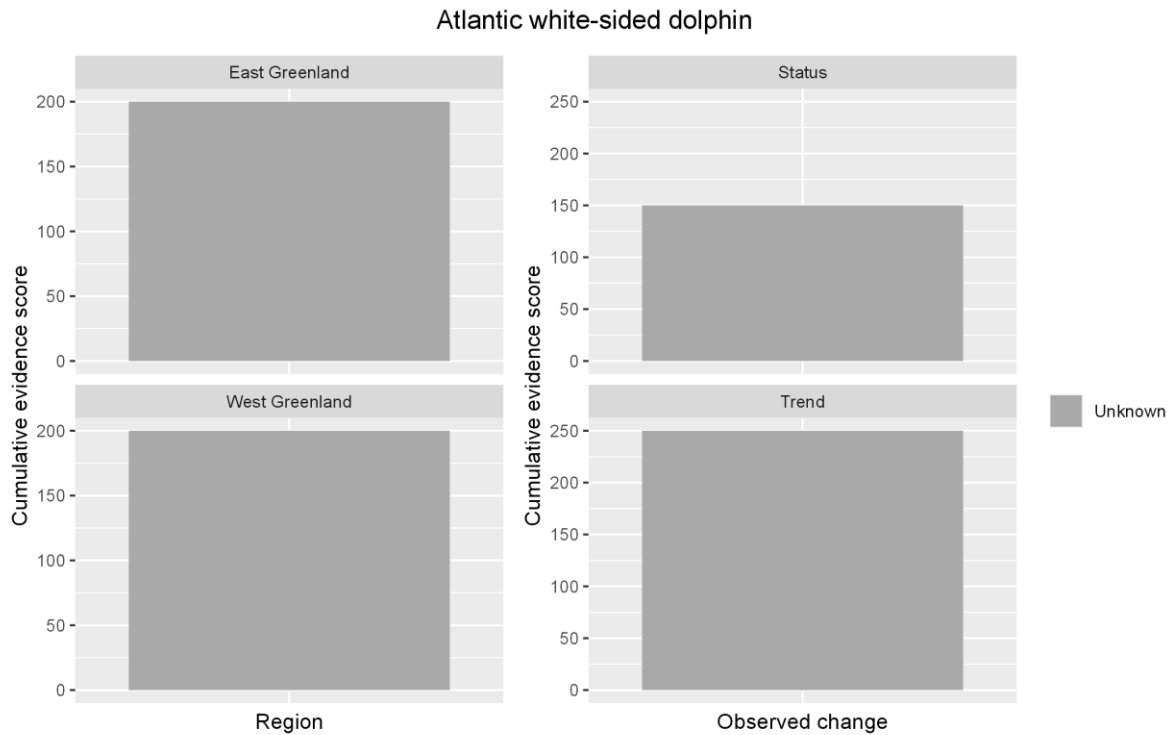 Atlantic white-sided dolphin
East Greenland
200
150
100
50
0
West Greenland
200
150
100
50
0
Cumulative evidence score
Region
Status
250
200
150
100
50
0
Trend
250
200
150
100
50
0
Cumulative evidence score
Observed change
Unknown